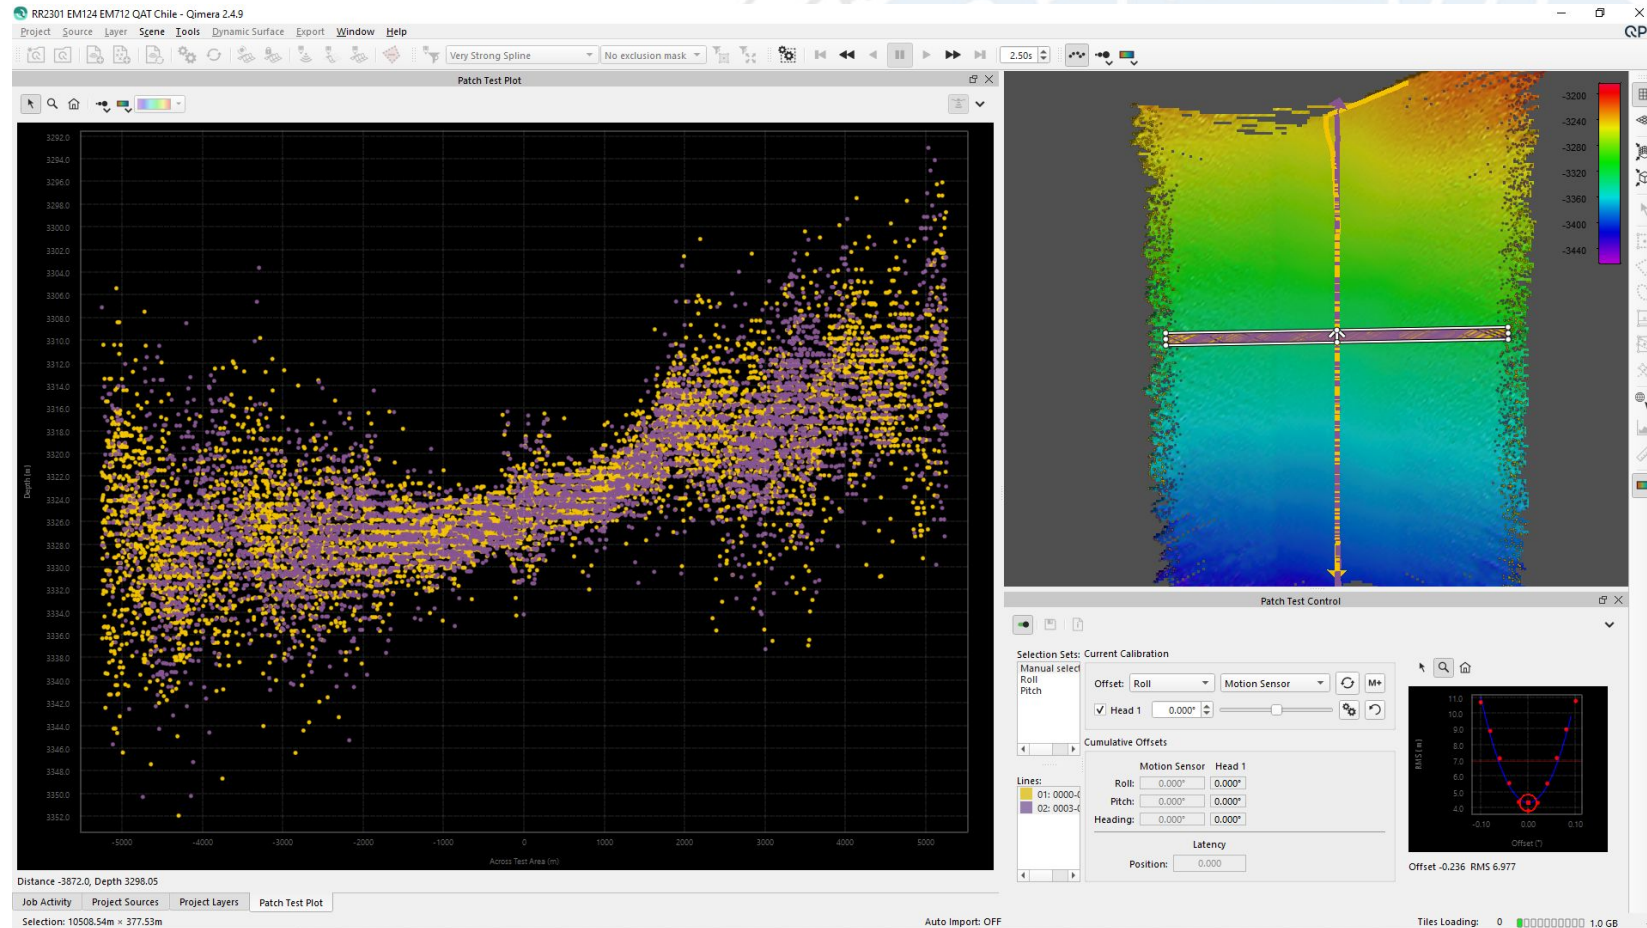 RR2301 EM124 EM712 QAT Chile - Qimera 2.4.9
Project Source Layer Scene Tools Dynamic Surface Export Window Help
QP
Very Strong Spline No exclusion mask 2.50s
Patch Test Plot
3292.0
3294.0
3296.0
3298.0
3300.0
3302.0
3304.0
3306.0
3308.0
3310.0
3312.0
3314.0
3316.0
3318.0
3320.0
3322.0
3324.0
3326.0
3328.0
3330.0
3332.0
3334.0
3336.0
3338.0
3340.0
3342.0
3344.0
3346.0
3348.0
3350.0
3352.0
Depth (m)
-5000 -4000 -3000 -2000 -1000 0 1000 2000 3000 4000 5000
Across Test Area (m)
Distance -3872.0, Depth 3298.05
Job Activity Project Sources Project Layers Patch Test Plot
Selection: 10508.54m × 377.53m
Auto Import: OFF
-3200
-3240
-3280
-3320
-3360
-3400
-3440
Patch Test Control
Selection Sets:
Manual select
Roll
Pitch
Current Calibration
Offset: Roll Motion Sensor M+
Head 1 0.000°
Cumulative Offsets
Motion Sensor Head 1
Roll: 0.000° 0.000°
Pitch: 0.000° 0.000°
Heading: 0.000° 0.000°
Latency
Position: 0.000
Lines:
01: 0000-0
02: 0003-0
11.0
10.0
9.0
8.0
7.0
6.0
5.0
4.0
RMS (m)
-0.10 0.00 0.10
Offset (°)
Offset -0.236 RMS 6.977
Tiles Loading: 0 1.0 GB